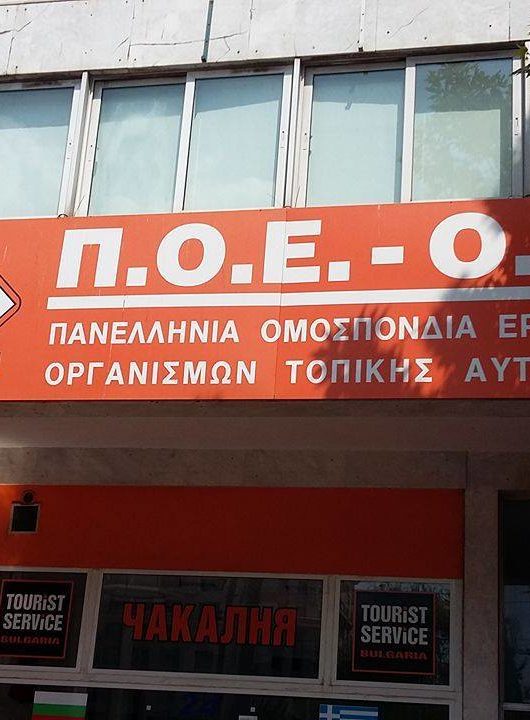 Π.Ο.Ε.-Ο.
ΠΑΝΕΛΛΗΝΙΑ ΟΜΟΣΠΟΝΔΙΑ ΕΡ
ΟΡΓΑΝΙΣΜΩΝ ΤΟΠΙΚΗΣ ΑΥΤ
TOURIST
SERVICE
BULGARIA
ЧАКАЛНЯ
TOURIST
SERVICE
BULGARIA